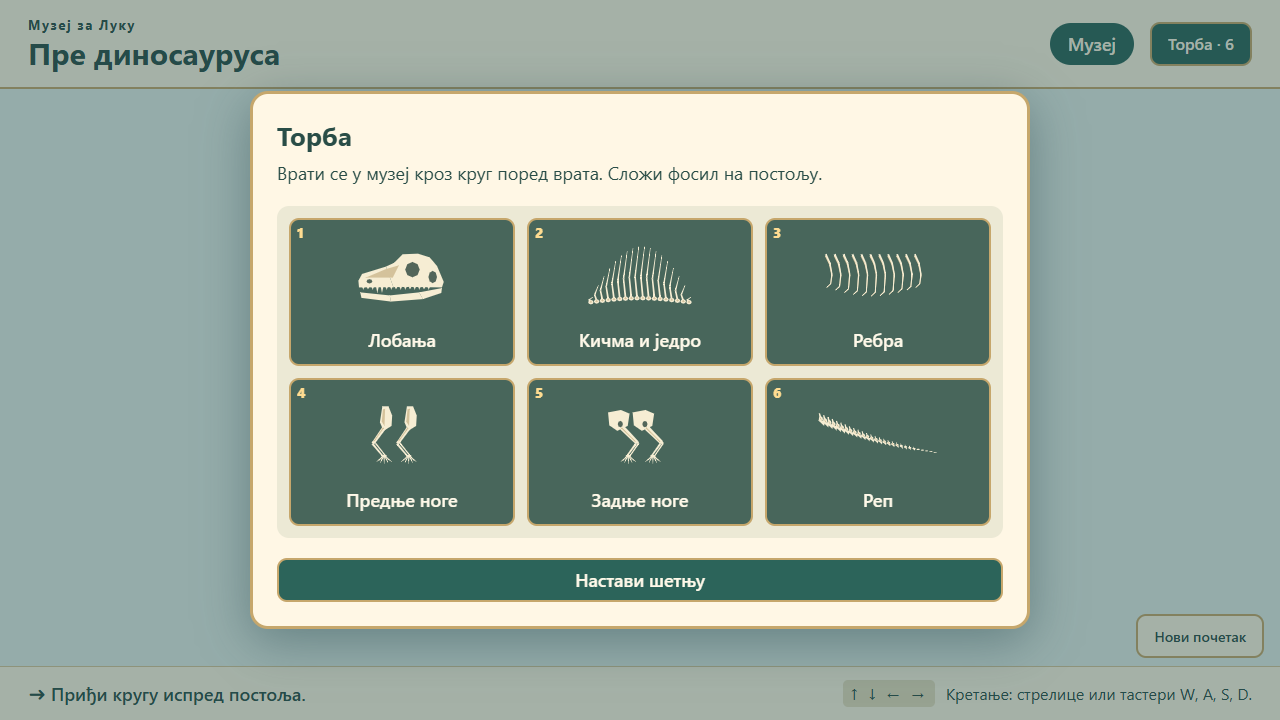 Музеј за Луку
Пре диносауруса
Музеј
Торба · 6
Торба
Врати се у музеј кроз круг поред врата. Сложи фосил на постољу.
1
Лобања
2
Кичма и једро
3
Ребра
4
Предње ноге
5
Задње ноге
6
Реп
Настави шетњу
Нови почетак
→ Приђи кругу испред постоља.
↑ ↓ ← → Кретање: стрелице или тастери W, A, S, D.